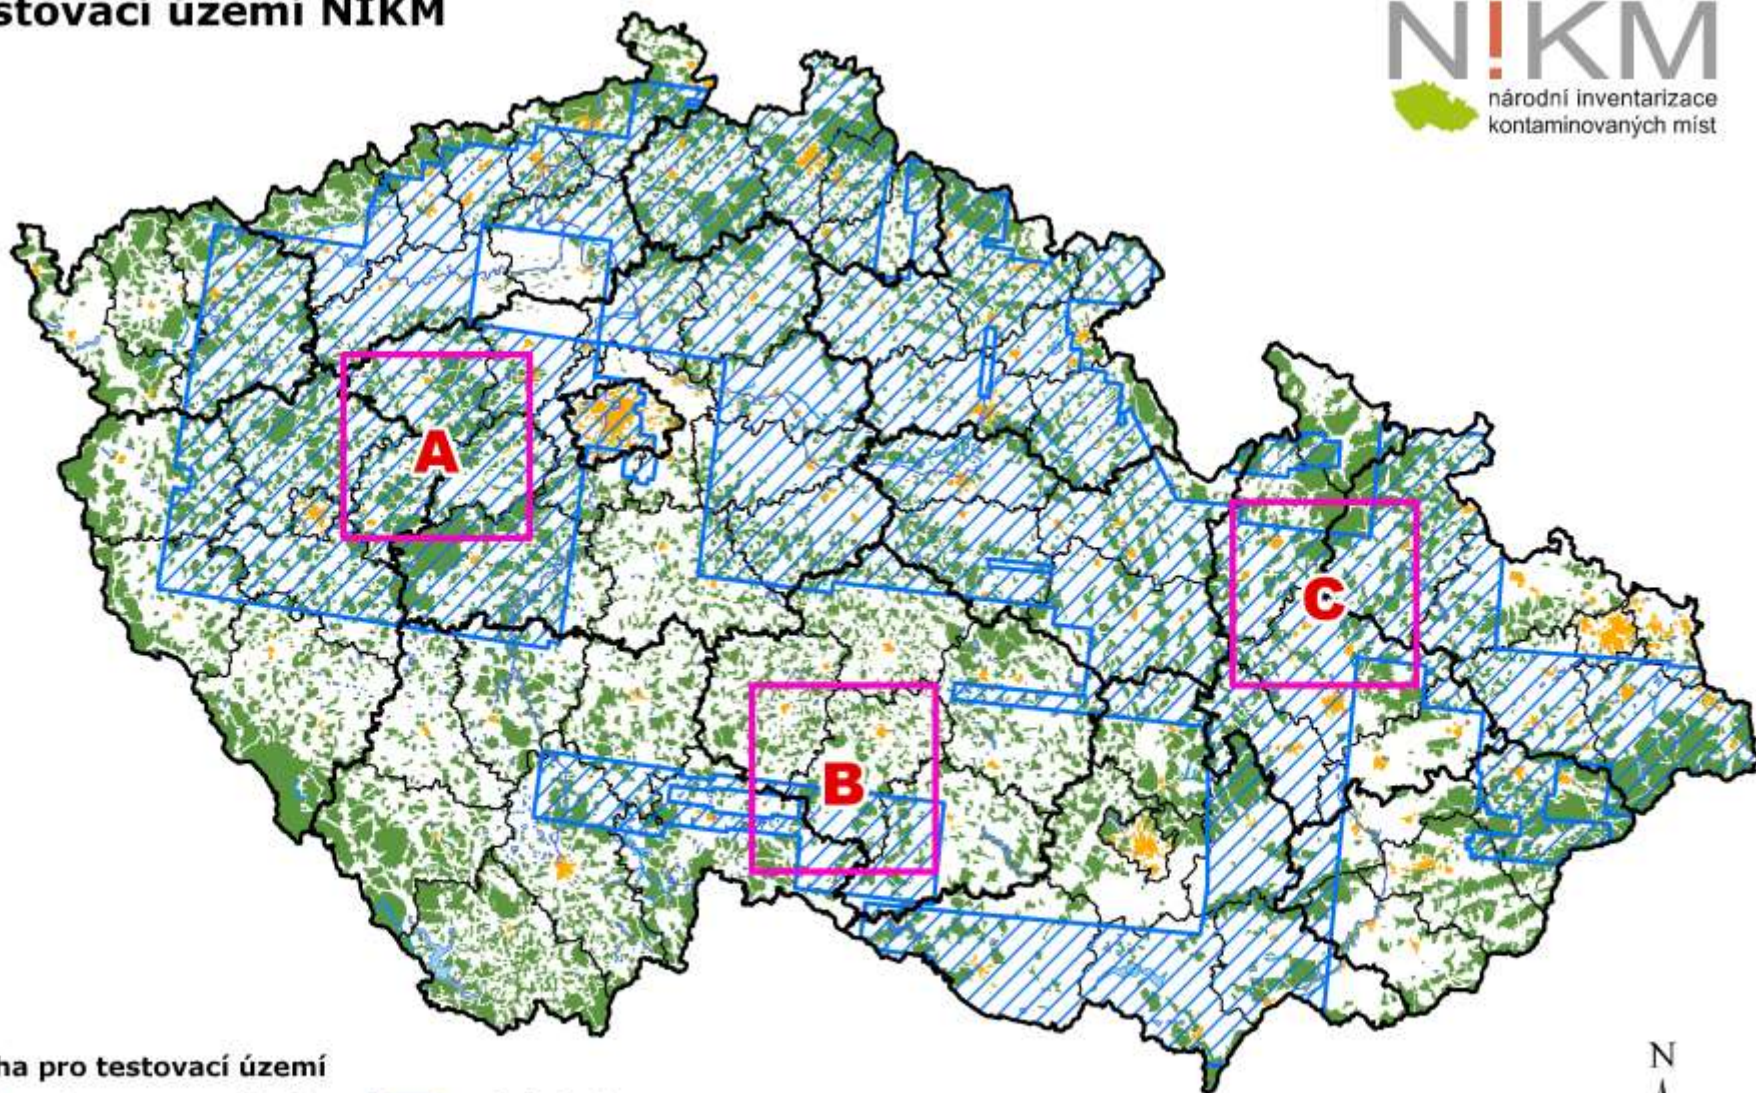 stovací území NIKM
N!KM
národní inventarizace
kontaminovaných míst
A
B
C
ha pro testovací území
N